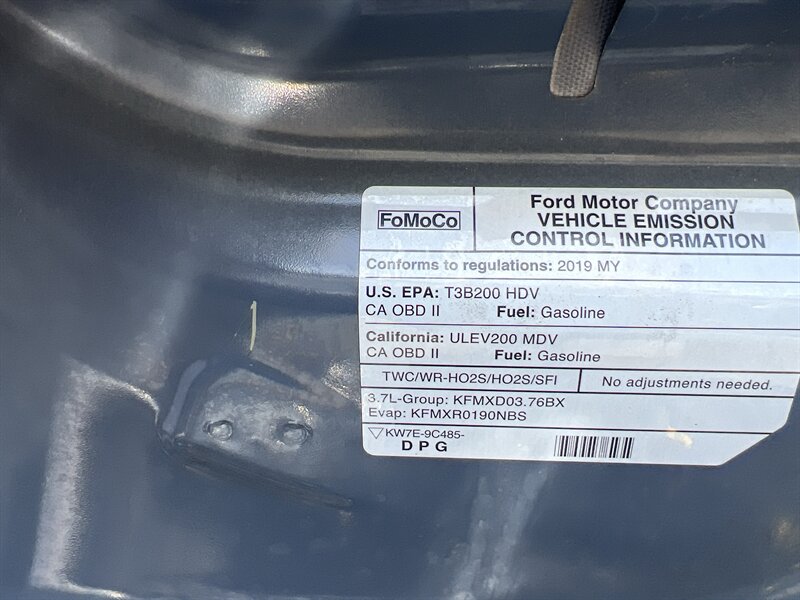 FoMoCo
Ford Motor Company
VEHICLE EMISSION
CONTROL INFORMATION
Conforms to regulations: 2019 MY
U.S. EPA: T3B200 HDV
CA OBD II Fuel: Gasoline
California: ULEV200 MDV
CA OBD II Fuel: Gasoline
TWC/WR-HO2S/HO2S/SFI No adjustments needed.
3.7L-Group: KFMXD03.76BX
Evap: KFMXR0190NBS
KW7E-9C485-
D P G